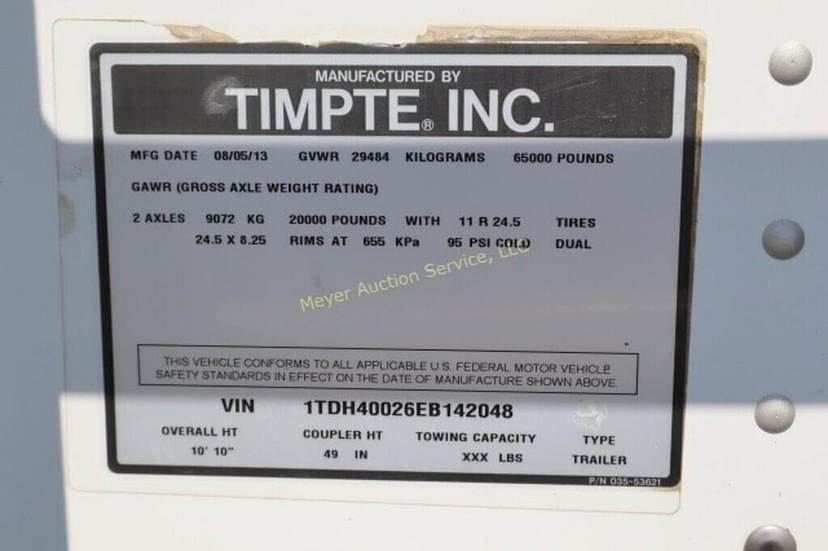 MANUFACTURED BY
TIMPTE® INC.
MFG DATE 08/05/13 GVWR 29484 KILOGRAMS 65000 POUNDS
GAWR (GROSS AXLE WEIGHT RATING)
2 AXLES 9072 KG 20000 POUNDS WITH 11 R 24.5 TIRES
24.5 X 8.25 RIMS AT 655 KPa 95 PSI COLD DUAL
Meyer Auction Service, LLC
THIS VEHICLE CONFORMS TO ALL APPLICABLE U.S. FEDERAL MOTOR VEHICLE
SAFETY STANDARDS IN EFFECT ON THE DATE OF MANUFACTURE SHOWN ABOVE.
VIN 1TDH40026EB142048
OVERALL HT COUPLER HT TOWING CAPACITY TYPE
10' 10" 49 IN XXX LBS TRAILER
P/N 035-53621